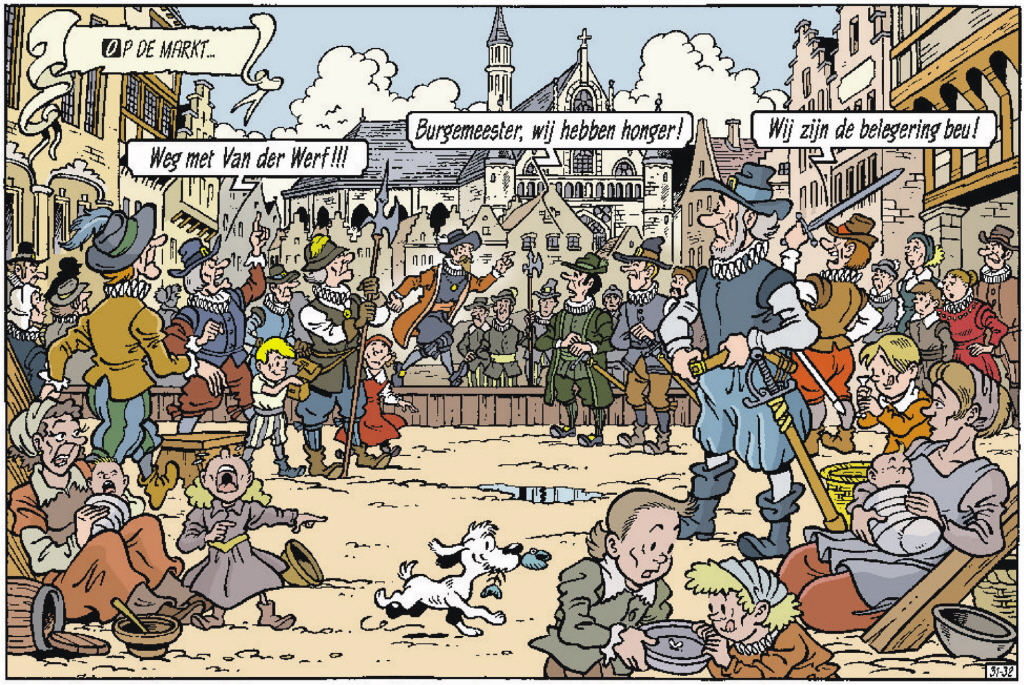 OP DE MARKT...
Weg met Van der Werf!!!
Burgemeester, wij hebben honger!
Wij zijn de belegering beu!
31-32